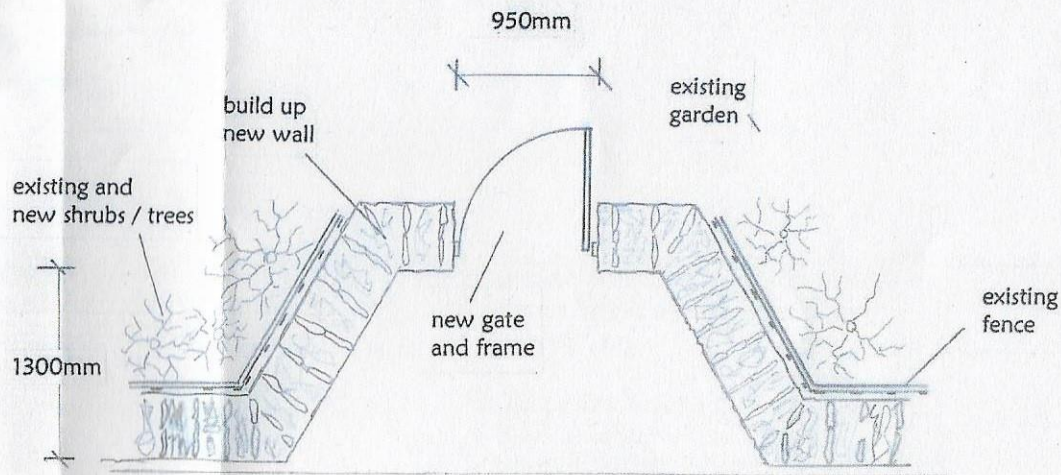 950mm
build up
new wall
existing
garden
existing and
new shrubs / trees
1300mm
new gate
and frame
existing
fence